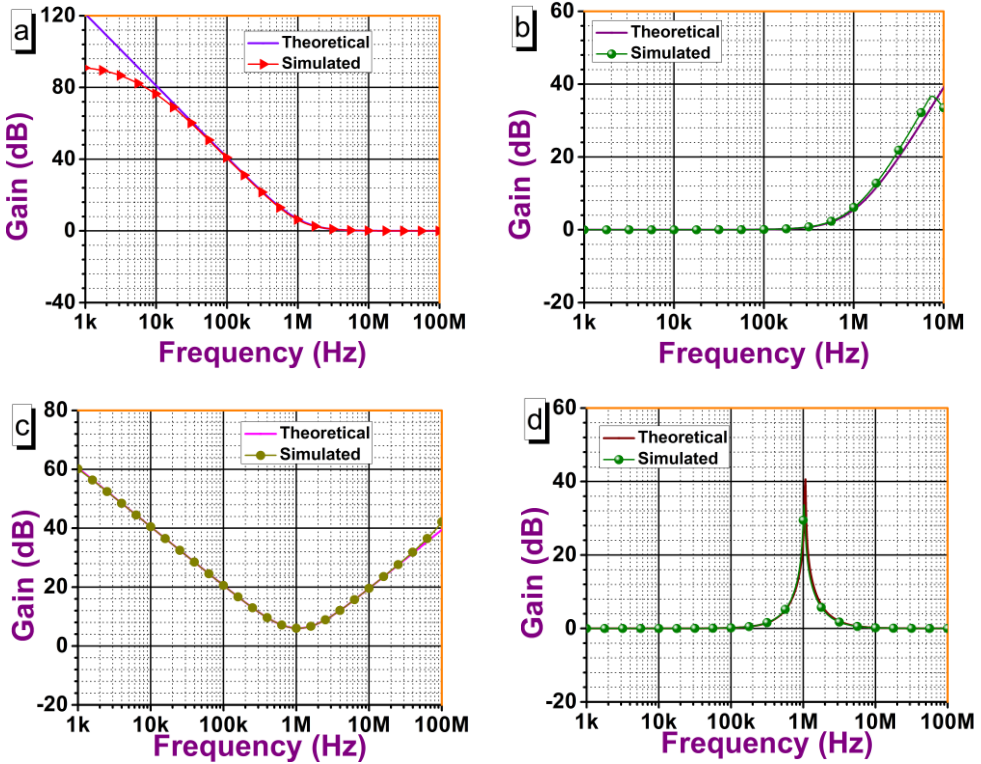 a
120
80
40
0
-40
Gain (dB)
Theoretical
Simulated
1k 10k 100k 1M 10M 100M
Frequency (Hz)
b
60
40
20
0
-20
Gain (dB)
Theoretical
Simulated
1k 10k 100k 1M 10M
Frequency (Hz)
c
80
60
40
20
0
-20
Gain (dB)
Theoretical
Simulated
1k 10k 100k 1M 10M 100M
Frequency (Hz)
d
60
40
20
0
-20
Gain (dB)
Theoretical
Simulated
1k 10k 100k 1M 10M 100M
Frequency (Hz)